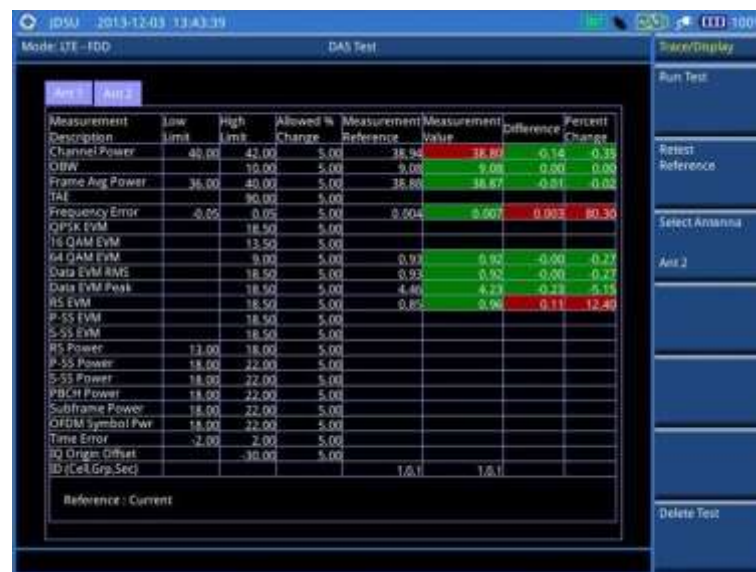 JDSU 2013-12-03 13:43:39 100%
Mode: LTE - FDD DAS Test Trace/Display
Run Test
Ant 1 Ant 2
Measurement Description Low Limit High Limit Allowed % Change Measurement Reference Measurement Value Difference Percent Change
Channel Power 40.00 42.00 5.00 38.94 38.80 -0.14 -0.35
OBW 10.00 5.00 9.08 9.08 0.00 0.00
Frame Avg Power 36.00 40.00 5.00 38.88 38.87 -0.01 -0.02
TAE 90.00 5.00
Frequency Error -0.05 0.05 5.00 0.004 0.007 0.003 80.30
QPSK EVM 18.50 5.00
16 QAM EVM 13.50 5.00
64 QAM EVM 9.00 5.00 0.93 0.92 -0.00 -0.27
Data EVM RMS 18.50 5.00 0.93 0.92 -0.00 -0.27
Data EVM Peak 18.50 5.00 4.46 4.23 -0.23 -5.15
RS EVM 18.50 5.00 0.85 0.96 0.11 12.40
P-SS EVM 18.50 5.00
S-SS EVM 18.50 5.00
RS Power 13.00 18.00 5.00
P-SS Power 18.00 22.00 5.00
S-SS Power 18.00 22.00 5.00
PBCH Power 18.00 22.00 5.00
Subframe Power 18.00 22.00 5.00
OFDM Symbol Pwr 18.00 22.00 5.00
Time Error -2.00 2.00 5.00
IQ Origin Offset -30.00 5.00
ID (Cell,Grp,Sec) 1,0,1 1,0,1
Reference : Current
Retest Reference
Select Antenna
Ant 2
Delete Test